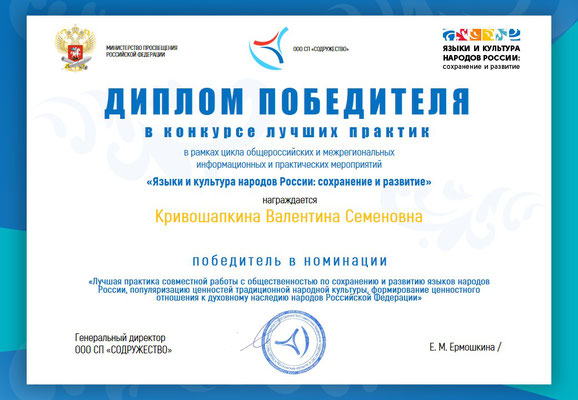 МИНИСТЕРСТВО ПРОСВЕЩЕНИЯ
РОССИЙСКОЙ ФЕДЕРАЦИИ
ООО СП «СОДРУЖЕСТВО»
ЯЗЫКИ И КУЛЬТУРА
НАРОДОВ РОССИИ:
сохранение и развитие
ДИПЛОМ ПОБЕДИТЕЛЯ
в конкурсе лучших практик
в рамках цикла общероссийских и межрегиональных
информационных и практических мероприятий
«Языки и культура народов России: сохранение и развитие»
награждается
Кривошапкина Валентина Семеновна
победитель в номинации
«Лучшая практика совместной работы с общественностью по сохранению и развитию языков народов
России, популяризацию ценностей традиционной народной культуры, формирование ценностного
отношения к духовному наследию народов Российской Федерации»
Генеральный директор
ООО СП «СОДРУЖЕСТВО»
Е. М. Ермошкина /